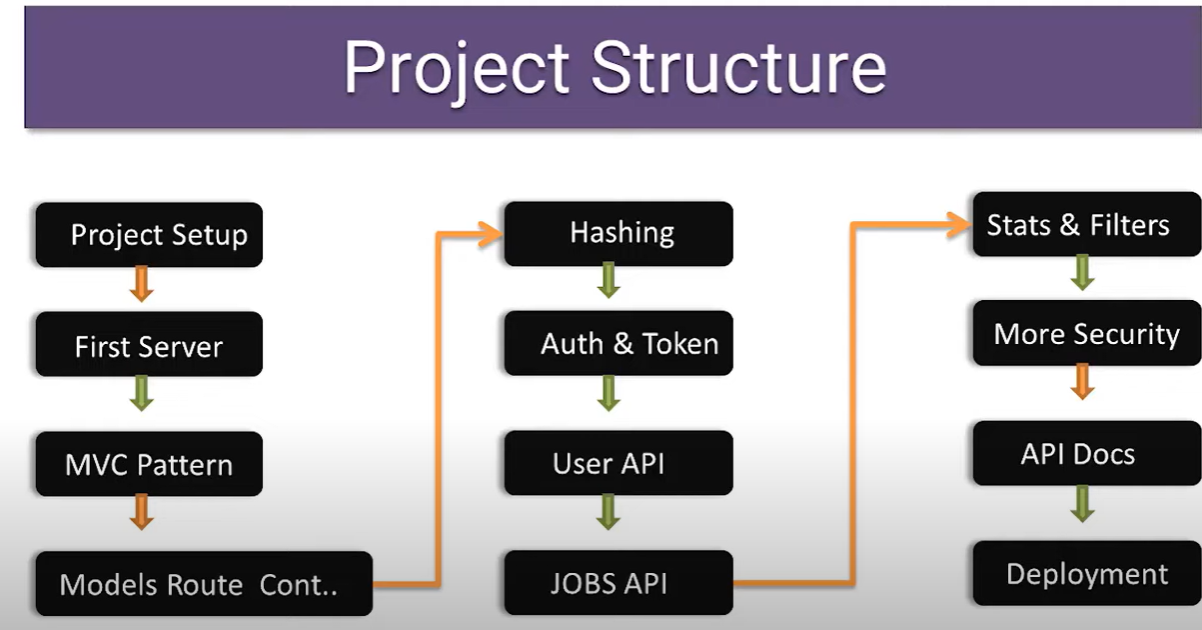 Project Structure
Project Setup
First Server
MVC Pattern
Models Route Cont..
Hashing
Auth & Token
User API
JOBS API
Stats & Filters
More Security
API Docs
Deployment